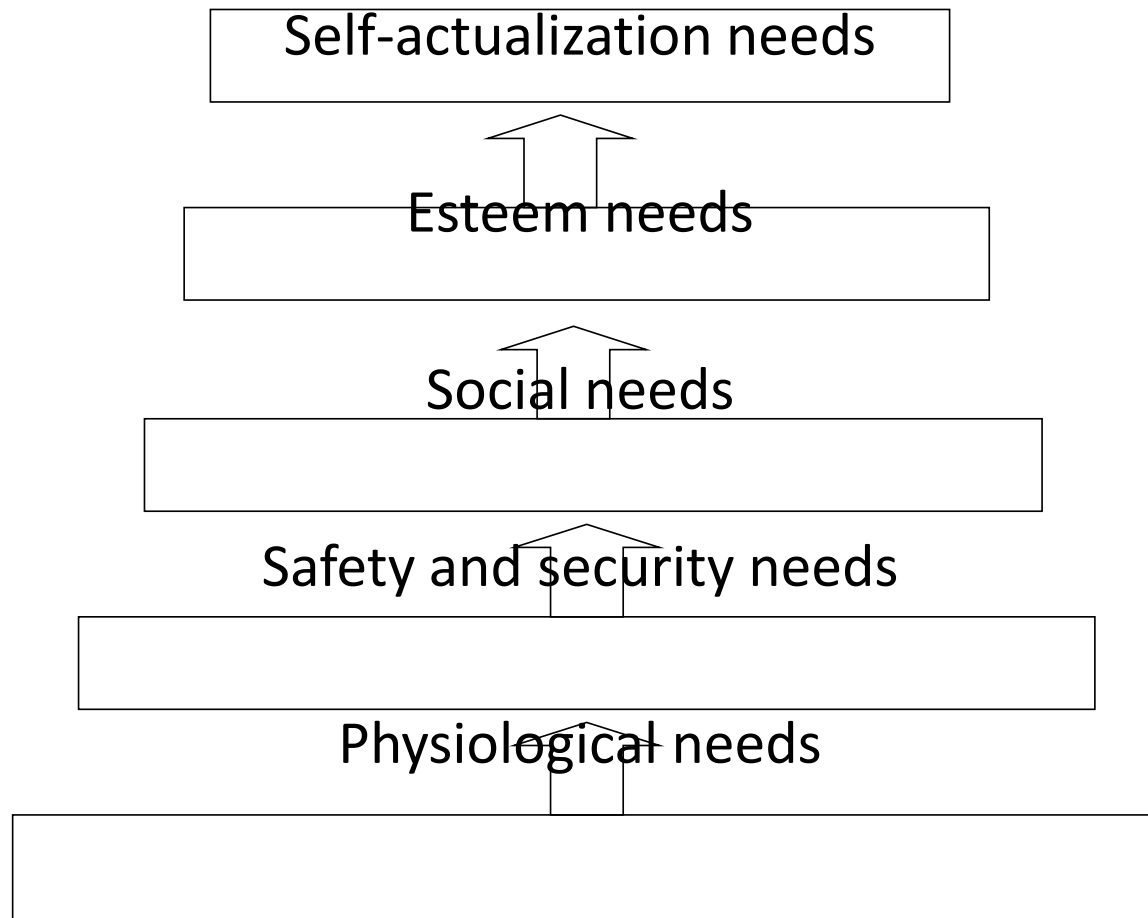 Self-actualization needs
Esteem needs
Social needs
Safety and security needs
Physiological needs